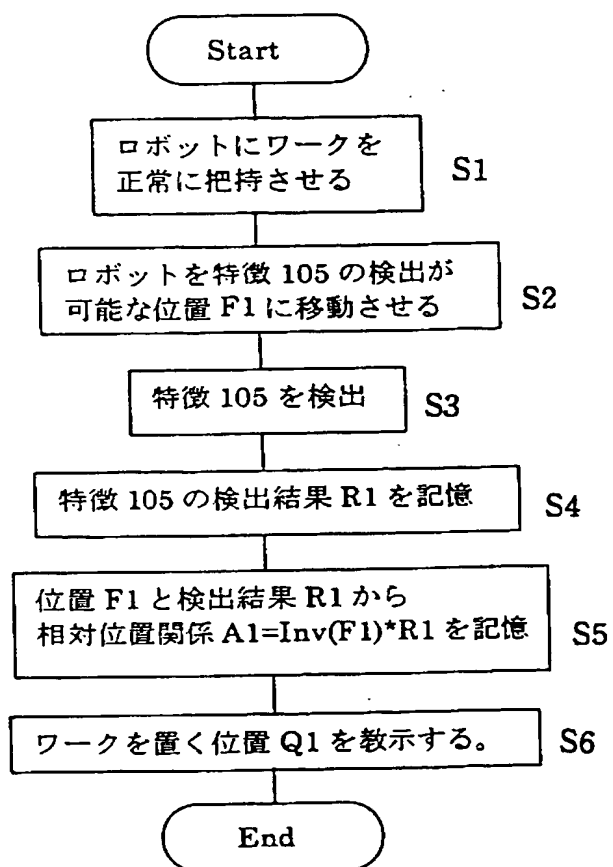 Start
ロボットにワークを
正常に把持させる
S1
ロボットを特徴 105 の検出が
可能な位置 F1 に移動させる
S2
特徴 105 を検出
S3
特徴 105 の検出結果 R1 を記憶
S4
位置 F1 と検出結果 R1 から
相対位置関係 A1=Inv(F1)*R1 を記憶
S5
ワークを置く位置 Q1 を教示する。
S6
End